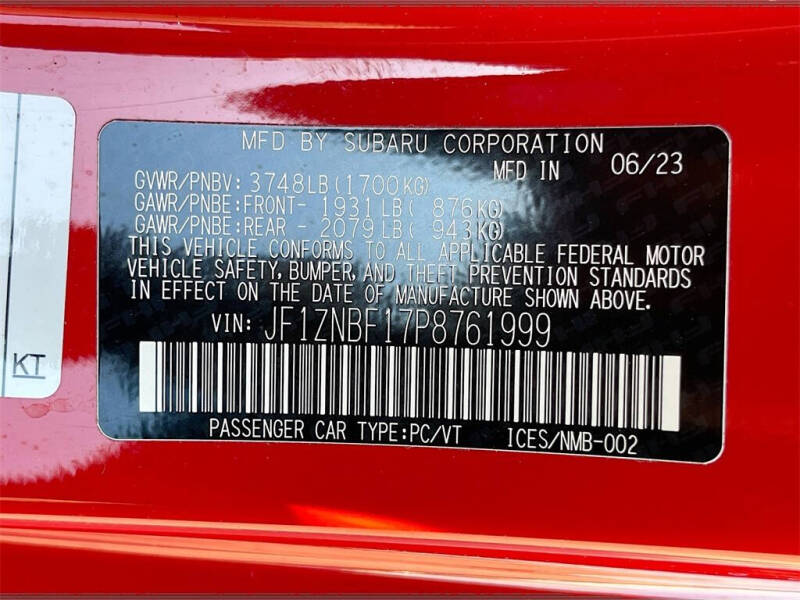 MFD BY SUBARU CORPORATION
MFD IN 06/23
GVWR/PNBV: 3748LB(1700KG)
GAWR/PNBE:FRONT- 1931LB( 876KG)
GAWR/PNBE:REAR - 2079LB( 943KG)
THIS VEHICLE CONFORMS TO ALL APPLICABLE FEDERAL MOTOR
VEHICLE SAFETY, BUMPER, AND THEFT PREVENTION STANDARDS
IN EFFECT ON THE DATE OF MANUFACTURE SHOWN ABOVE.
VIN: JF1ZNBF17P8761999
PASSENGER CAR TYPE:PC/VT ICES/NMB-002
KT